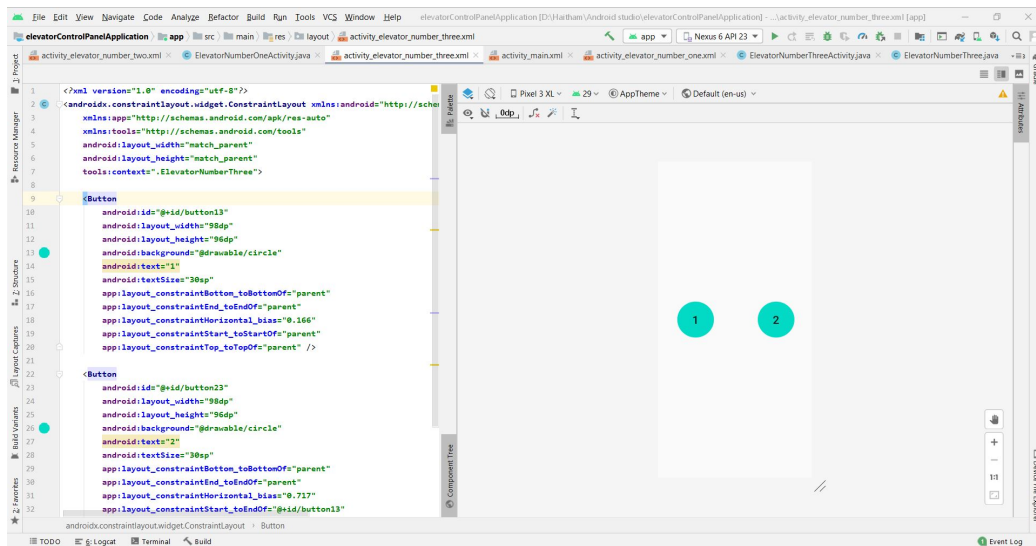 File Edit View Navigate Code Analyze Refactor Build Run Tools VCS Window Help elevatorControlPanelApplication [D:\Haitham\Android studio\elevatorControlPanelApplication] - ...\activity_elevator_number_three.xml [app]
elevatorControlPanelApplication app src main res layout activity_elevator_number_three.xml app Nexus 6 API 23
activity_elevator_number_two.xml ElevatorNumberOneActivity.java activity_elevator_number_three.xml activity_main.xml activity_elevator_number_one.xml ElevatorNumberThreeActivity.java ElevatorNumberThree.java
1: Project
Resource Manager
Z: Structure
Layout Captures
Build Variants
2: Favorites
1 <?xml version="1.0" encoding="utf-8"?>
2 <androidx.constraintlayout.widget.ConstraintLayout xmlns:android="http://sche
3 xmlns:app="http://schemas.android.com/apk/res-auto"
4 xmlns:tools="http://schemas.android.com/tools"
5 android:layout_width="match_parent"
6 android:layout_height="match_parent"
7 tools:context=".ElevatorNumberThree">
8
9 <Button
10 android:id="@+id/button13"
11 android:layout_width="98dp"
12 android:layout_height="96dp"
13 android:background="@drawable/circle"
14 android:text="1"
15 android:textSize="30sp"
16 app:layout_constraintBottom_toBottomOf="parent"
17 app:layout_constraintEnd_toEndOf="parent"
18 app:layout_constraintHorizontal_bias="0.166"
19 app:layout_constraintStart_toStartOf="parent"
20 app:layout_constraintTop_toTopOf="parent" />
21
22 <Button
23 android:id="@+id/button23"
24 android:layout_width="98dp"
25 android:layout_height="96dp"
26 android:background="@drawable/circle"
27 android:text="2"
28 android:textSize="30sp"
29 app:layout_constraintBottom_toBottomOf="parent"
30 app:layout_constraintEnd_toEndOf="parent"
31 app:layout_constraintHorizontal_bias="0.717"
32 app:layout_constraintStart_toEndOf="@+id/button13"
androidx.constraintlayout.widget.ConstraintLayout Button
Palette
Component Tree
Pixel 3 XL 29 AppTheme Default (en-us)
0dp
1 2
1:1
Attributes
TODO 6: Logcat Terminal Build 1 Event Log